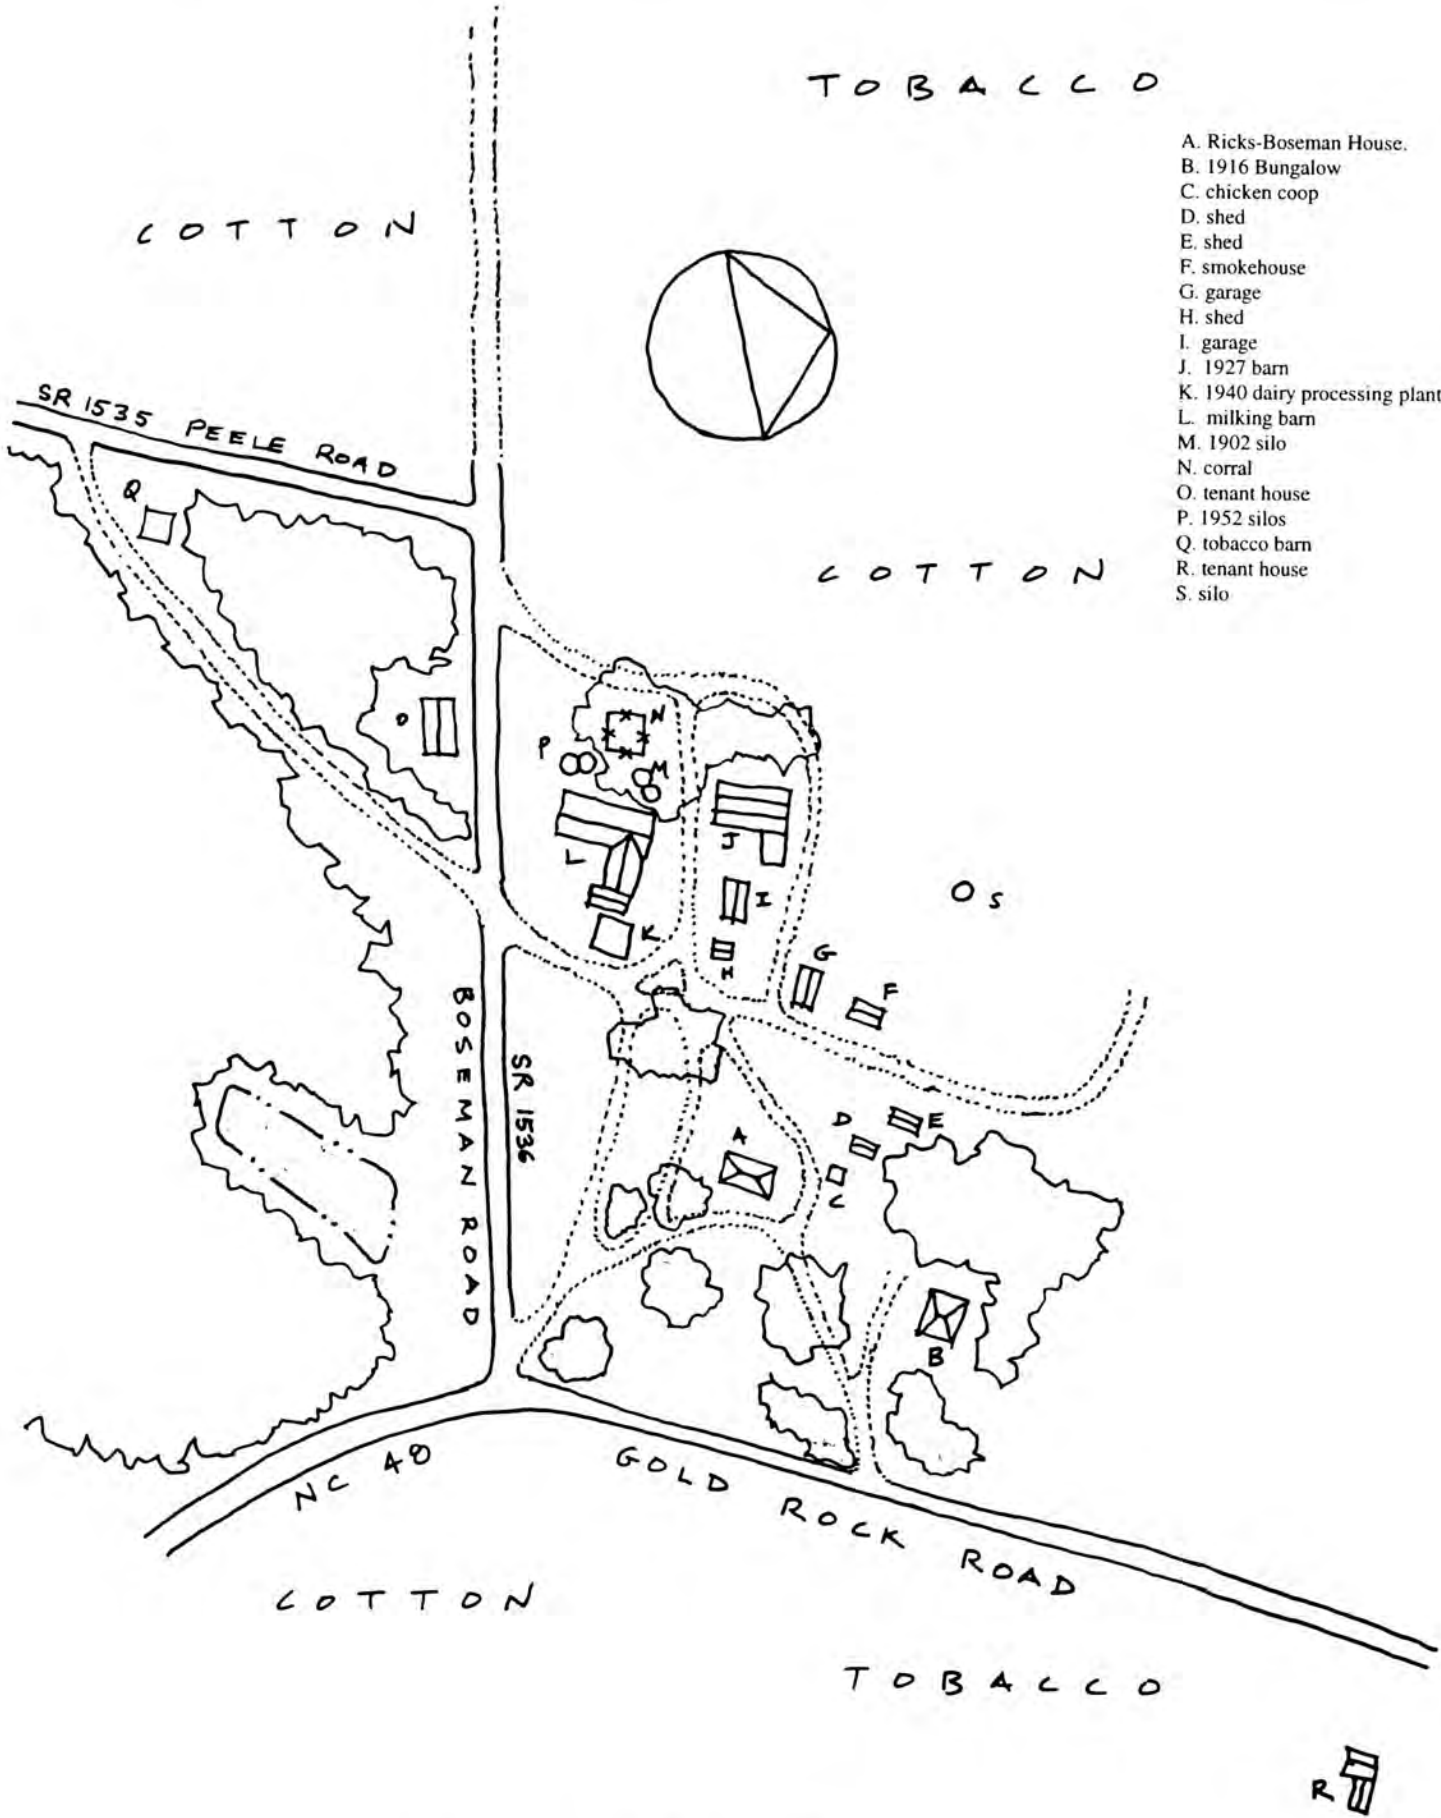 TOBACCO
A. Ricks-Boseman House.
B. 1916 Bungalow
C. chicken coop
D. shed
E. shed
F. smokehouse
G. garage
H. shed
I. garage
J. 1927 barn
K. 1940 dairy processing plant
L. milking barn
M. 1902 silo
N. corral
O. tenant house
P. 1952 silos
Q. tobacco barn
R. tenant house
S. silo
COTTON
SR 1535 PEELE ROAD
Q
COTTON
O
N
P
M
J
L
I
S
K
H
G
F
BOSEMAN ROAD
SR 1536
A
D
E
C
B
NC 48
GOLD ROCK ROAD
COTTON
TOBACCO
R